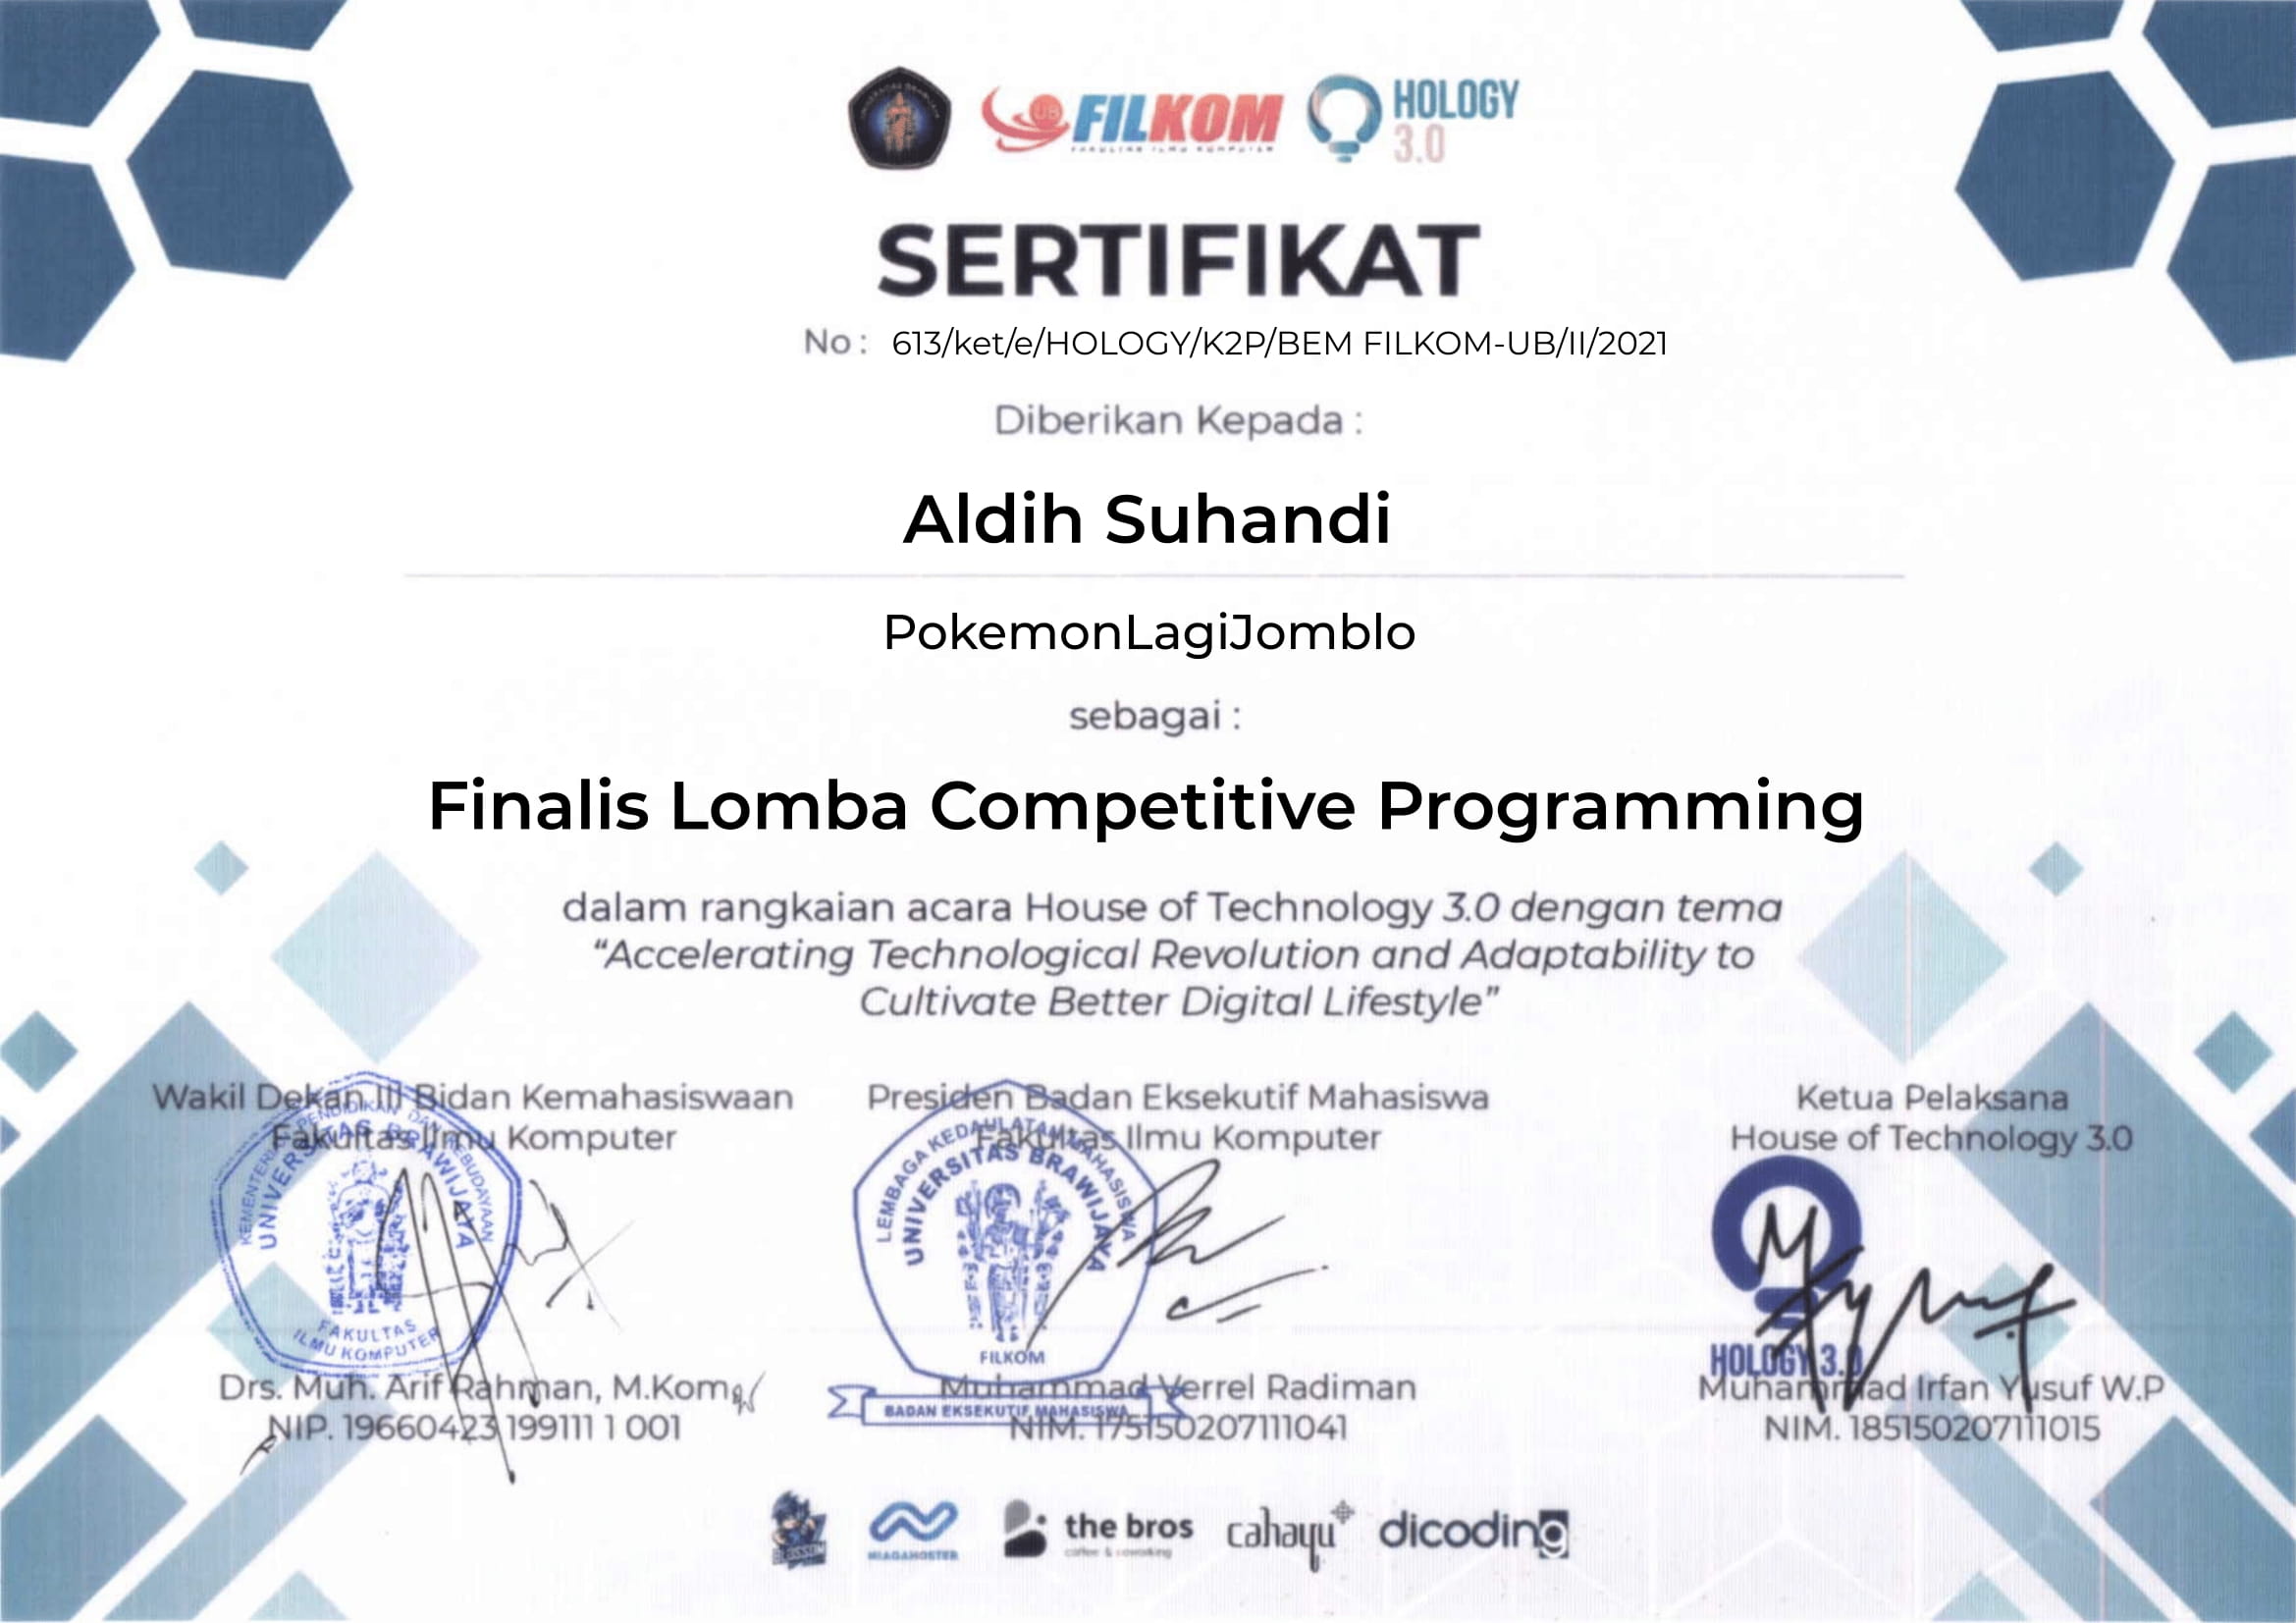 FILKOM
FAKULTAS ILMU KOMPUTER
HOLOGY
3.0
SERTIFIKAT
No : 613/ket/e/HOLOGY/K2P/BEM FILKOM-UB/II/2021
Diberikan Kepada :
Aldih Suhandi
PokemonLagiJomblo
sebagai :
Finalis Lomba Competitive Programming
dalam rangkaian acara House of Technology 3.0 dengan tema
“Accelerating Technological Revolution and Adaptability to
Cultivate Better Digital Lifestyle”
Wakil Dekan III Bidan Kemahasiswaan
Fakultas Ilmu Komputer
KEMENTERIAN PENDIDIKAN DAN KEBUDAYAAN
UNIVERSITAS BRAWIJAYA
FAKULTAS
ILMU KOMPUTER
Drs. Muh. Arif Rahman, M.Kom
NIP. 19660423 199111 1 001
Presiden Badan Eksekutif Mahasiswa
Fakultas Ilmu Komputer
LEMBAGA KEDAULATAN MAHASISWA
UNIVERSITAS BRAWIJAYA
FILKOM
BADAN EKSEKUTIF MAHASISWA
Muhammad Verrel Radiman
NIM. 175150207111041
Ketua Pelaksana
House of Technology 3.0
HOLOGY 3.0
Muhammad Irfan Yusuf W.P
NIM. 185150207111015
BLOSSOM
NIAGAHOSTER
the bros
coffee & coworking
cahayu
dicoding